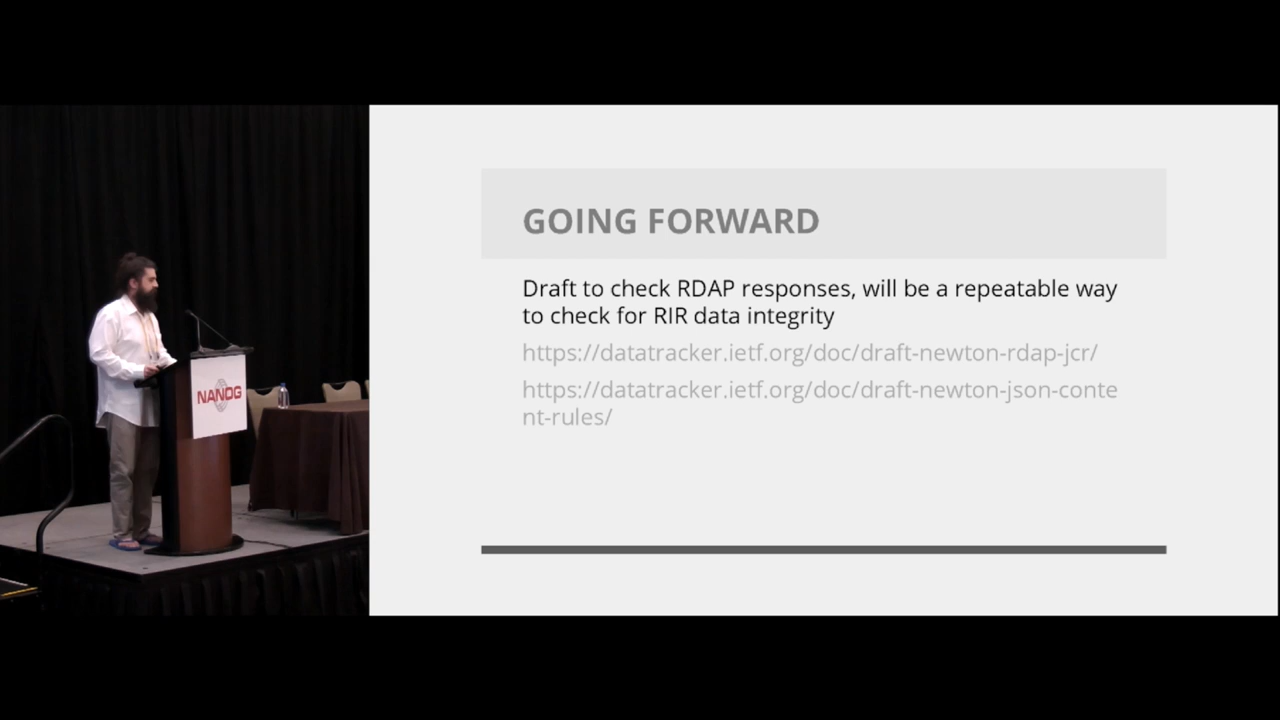 NANOG
GOING FORWARD
Draft to check RDAP responses, will be a repeatable way
to check for RIR data integrity
https://datatracker.ietf.org/doc/draft-newton-rdap-jcr/
https://datatracker.ietf.org/doc/draft-newton-json-conte
nt-rules/